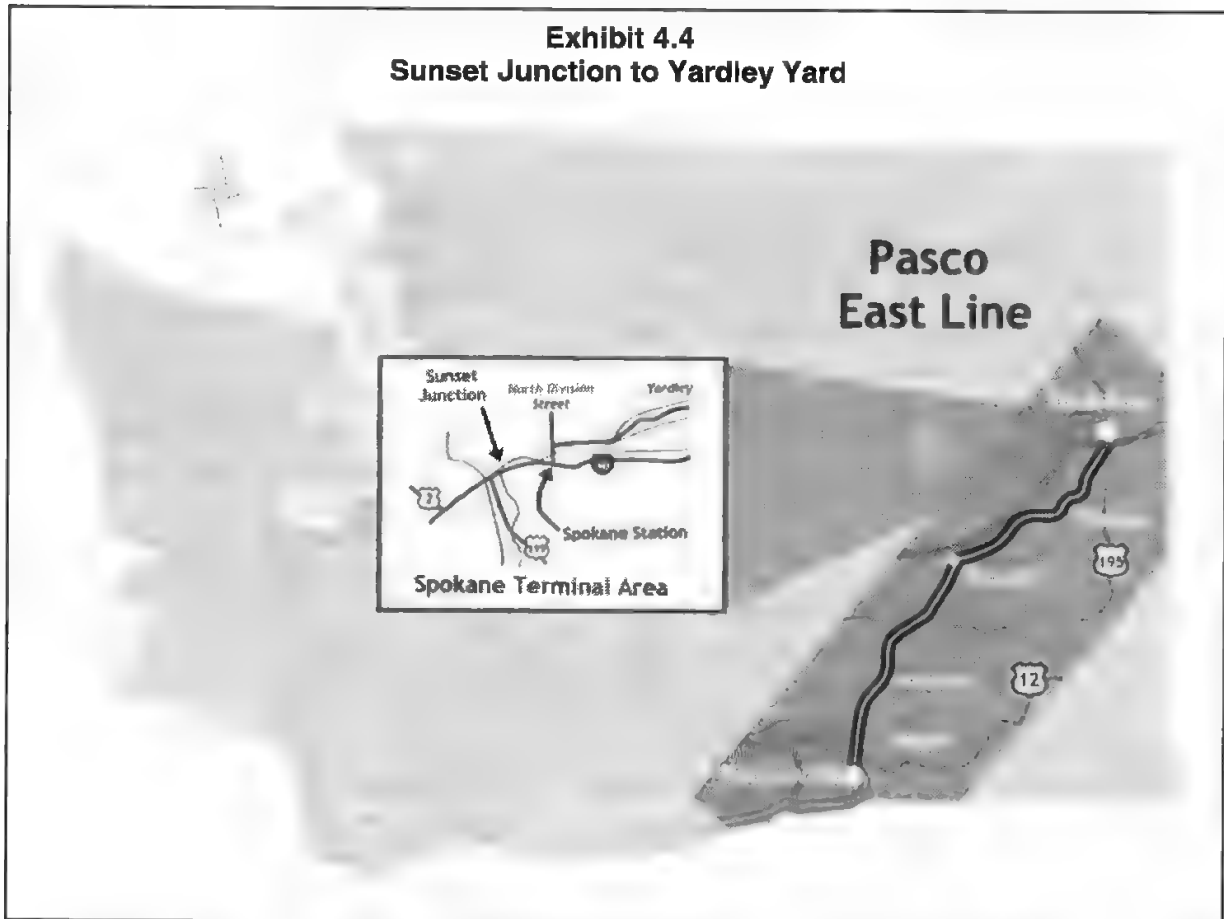 Exhibit 4.4
Sunset Junction to Yardley Yard
Pasco
East Line
Sunset
Junction
North Division
Street
Yardley
2
Spokane Station
Spokane Terminal Area
195
12